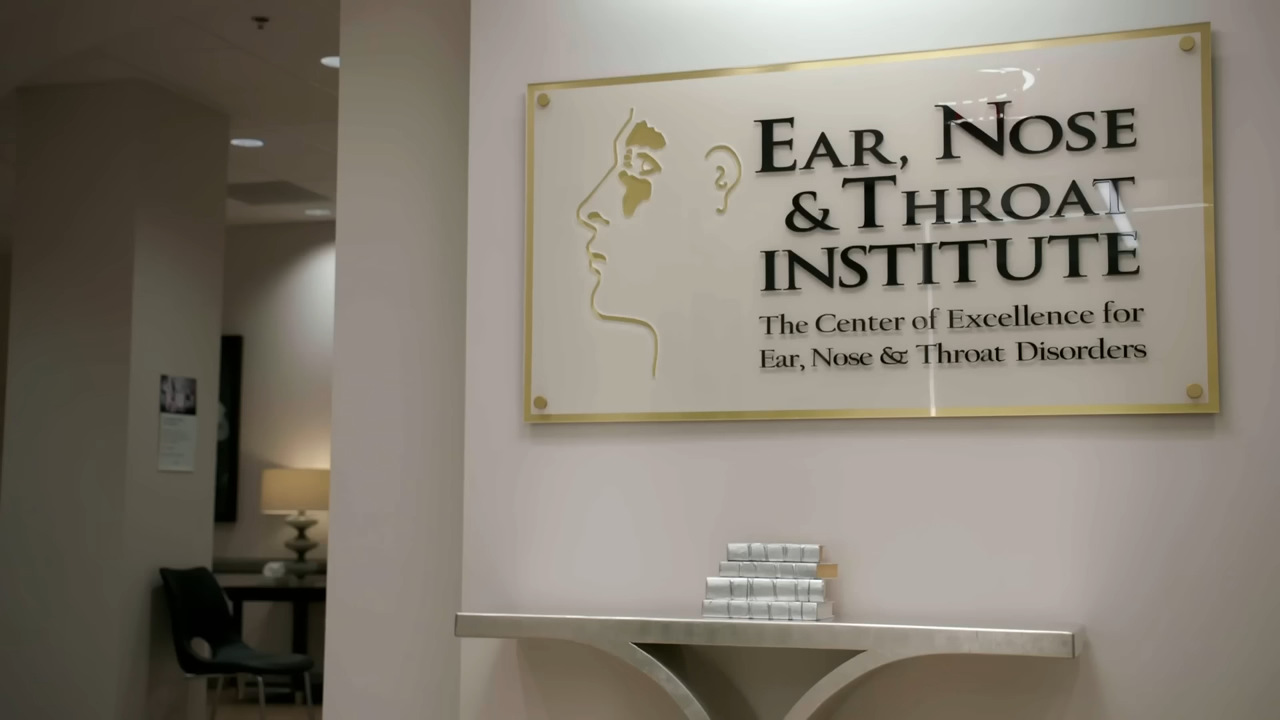 EAR, NOSE
& THROAT
INSTITUTE
The Center of Excellence for
Ear, Nose & Throat Disorders